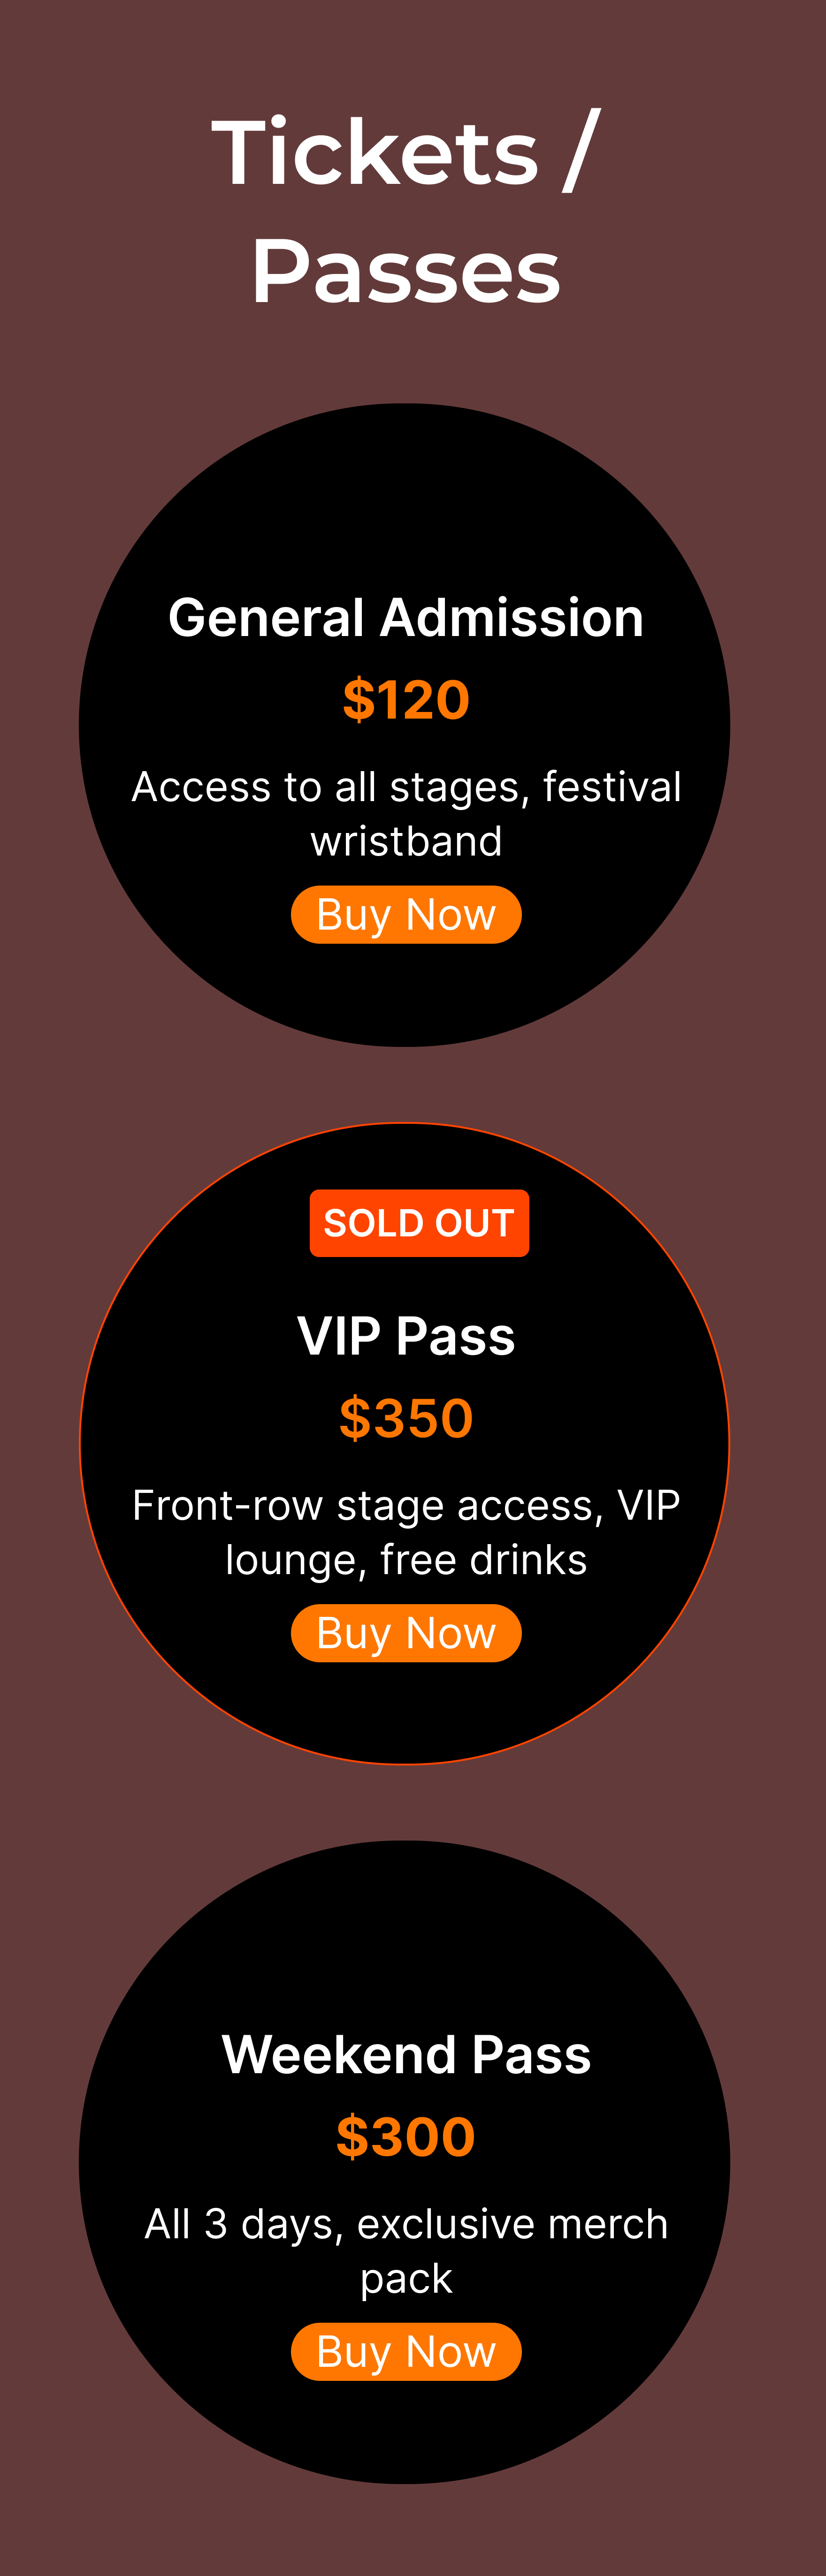 Tickets /
Passes
General Admission
$120
Access to all stages, festival
wristband
Buy Now
SOLD OUT
VIP Pass
$350
Front-row stage access, VIP
lounge, free drinks
Buy Now
Weekend Pass
$300
All 3 days, exclusive merch
pack
Buy Now